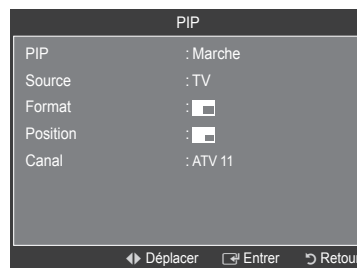 PIP
PIP : Marche
Source : TV
Format :
Position :
Canal : ATV 11
Déplacer Entrer Retour